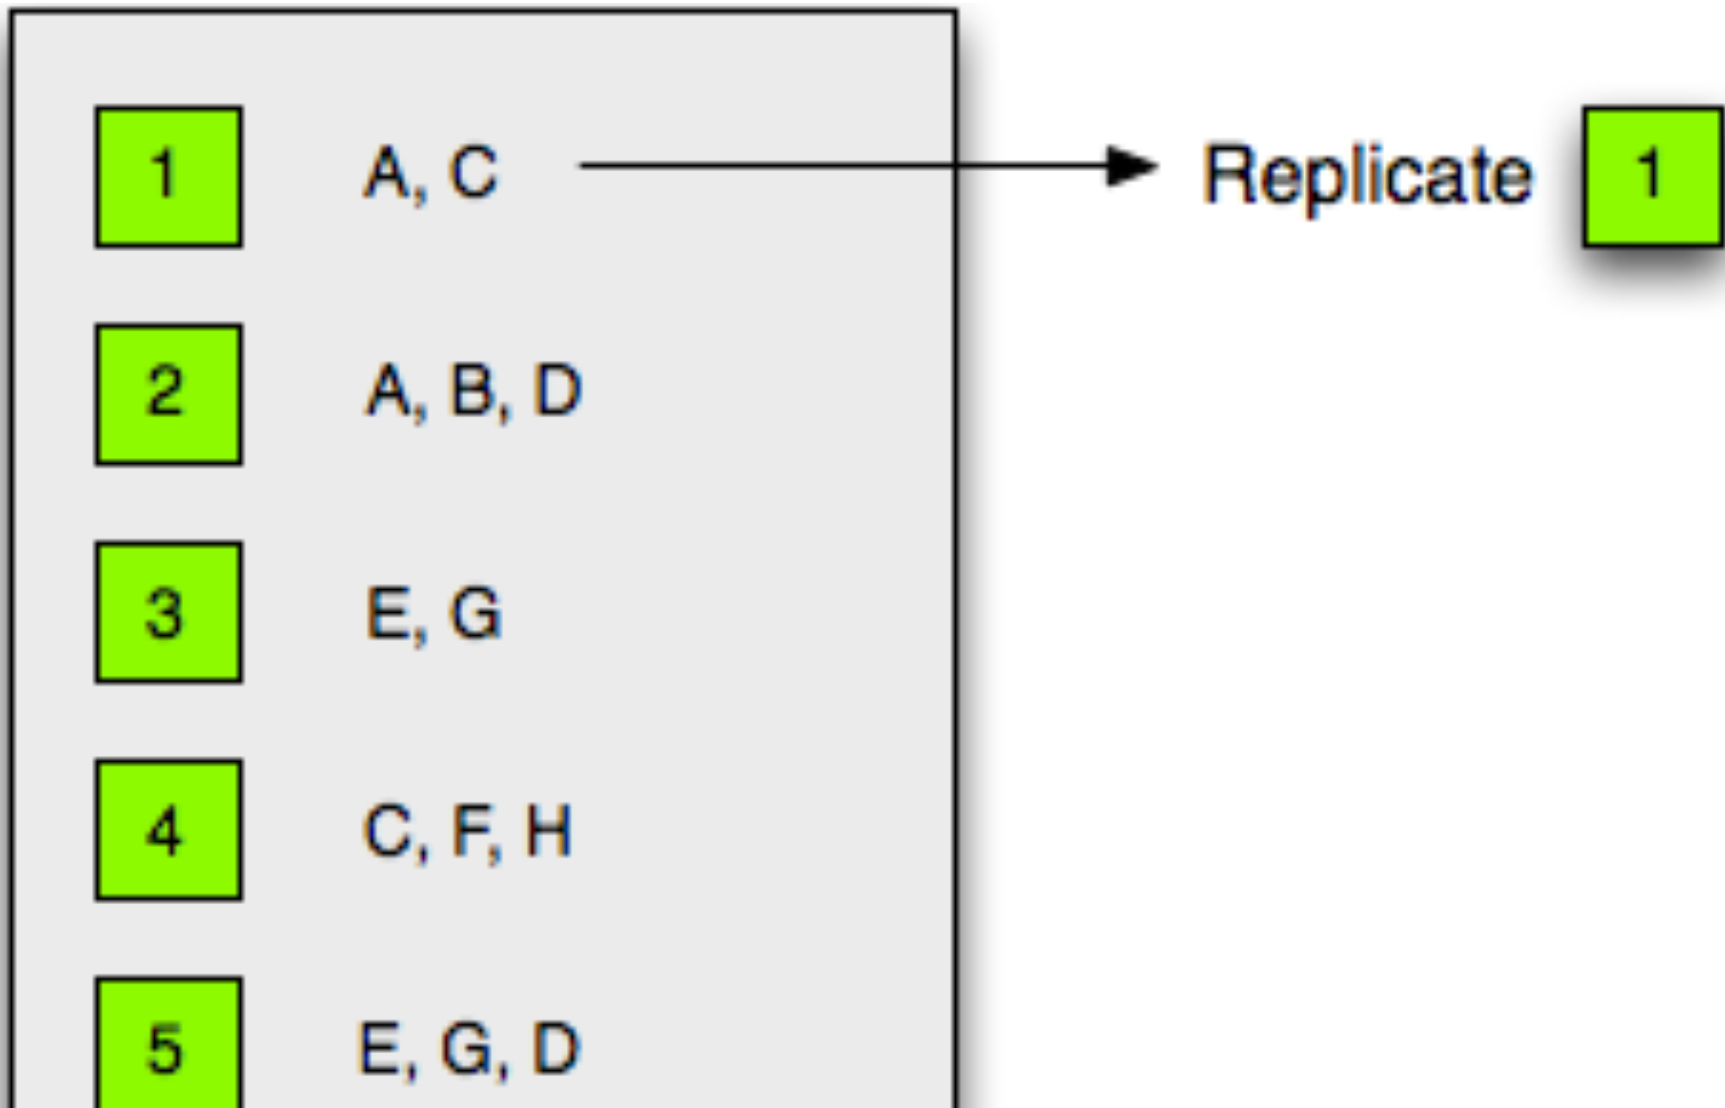 1 A, C Replicate 1
2 A, B, D
3 E, G
4 C, F, H
5 E, G, D